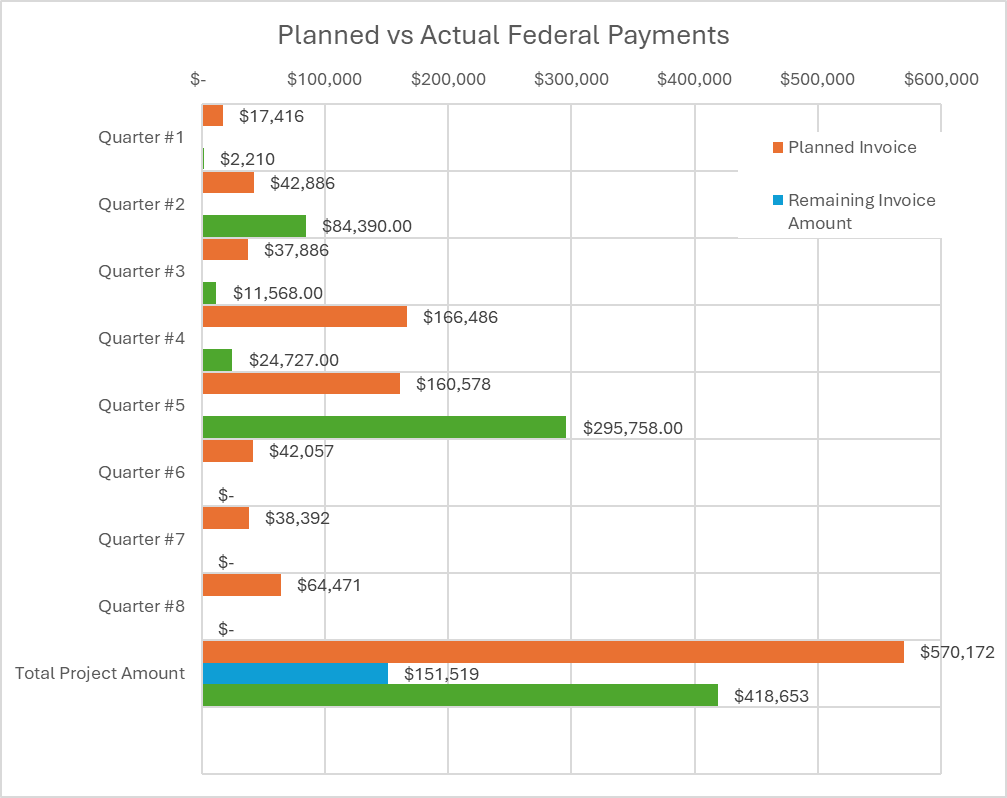 Planned vs Actual Federal Payments
$-
$100,000
$200,000
$300,000
$400,000
$500,000
$600,000
Quarter #1
$17,416
$2,210
Quarter #2
$42,886
$84,390.00
Quarter #3
$37,886
$11,568.00
Quarter #4
$166,486
$24,727.00
Quarter #5
$160,578
$295,758.00
Quarter #6
$42,057
$-
Quarter #7
$38,392
$-
Quarter #8
$64,471
$-
Total Project Amount
$570,172
$151,519
$418,653
Planned Invoice
Remaining Invoice
Amount